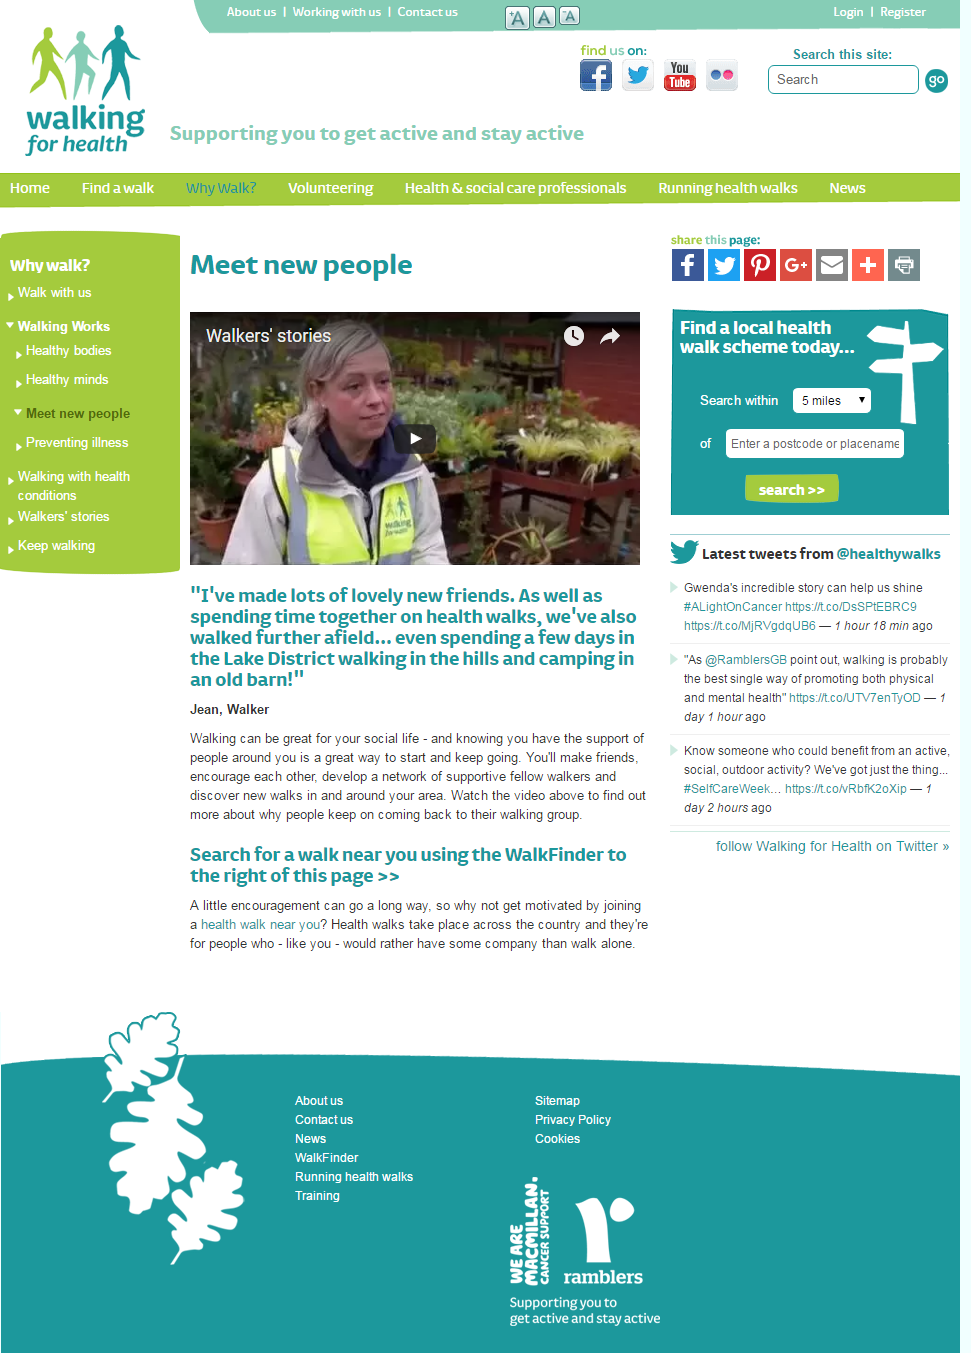 About us | Working with us | Contact us
+A A -A
Login | Register
find us on:
You
Tube
Search this site:
Search
go
walking
for health
Supporting you to get active and stay active
Home Find a walk Why Walk? Volunteering Health & social care professionals Running health walks News
Why walk?
Walk with us
Walking Works
Healthy bodies
Healthy minds
Meet new people
Preventing illness
Walking with health
conditions
Walkers' stories
Keep walking
Meet new people
Walkers' stories
walking
"I've made lots of lovely new friends. As well as
spending time together on health walks, we've also
walked further afield... even spending a few days in
the Lake District walking in the hills and camping in
an old barn!"
Jean, Walker
Walking can be great for your social life - and knowing you have the support of
people around you is a great way to start and keep going. You'll make friends,
encourage each other, develop a network of supportive fellow walkers and
discover new walks in and around your area. Watch the video above to find out
more about why people keep on coming back to their walking group.
Search for a walk near you using the WalkFinder to
the right of this page >>
A little encouragement can go a long way, so why not get motivated by joining
a health walk near you? Health walks take place across the country and they're
for people who - like you - would rather have some company than walk alone.
share this page:
G+
Find a local health
walk scheme today...
Search within 5 miles
of Enter a postcode or placename
search >>
Latest tweets from @healthywalks
Gwenda's incredible story can help us shine
#ALightOnCancer https://t.co/DsSPtEBRC9
https://t.co/MjRVgdqUB6 — 1 hour 18 min ago
"As @RamblersGB point out, walking is probably
the best single way of promoting both physical
and mental health" https://t.co/UTV7enTyOD — 1
day 1 hour ago
Know someone who could benefit from an active,
social, outdoor activity? We've got just the thing...
#SelfCareWeek… https://t.co/vRbfK2oXip — 1
day 2 hours ago
follow Walking for Health on Twitter »
About us
Contact us
News
WalkFinder
Running health walks
Training
Sitemap
Privacy Policy
Cookies
WE ARE
MACMILLAN.
CANCER SUPPORT
r
ramblers
Supporting you to
get active and stay active